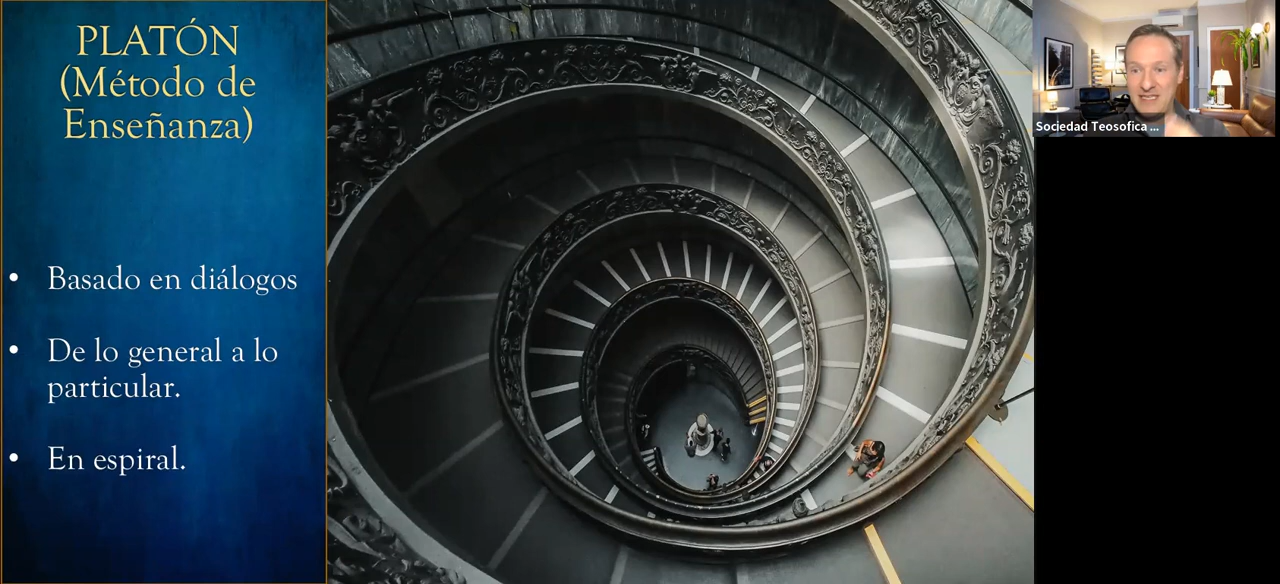 PLATÓN
(Método de
Enseñanza)
• Basado en diálogos
• De lo general a lo
particular.
• En espiral.
Sociedad Teosofica ...